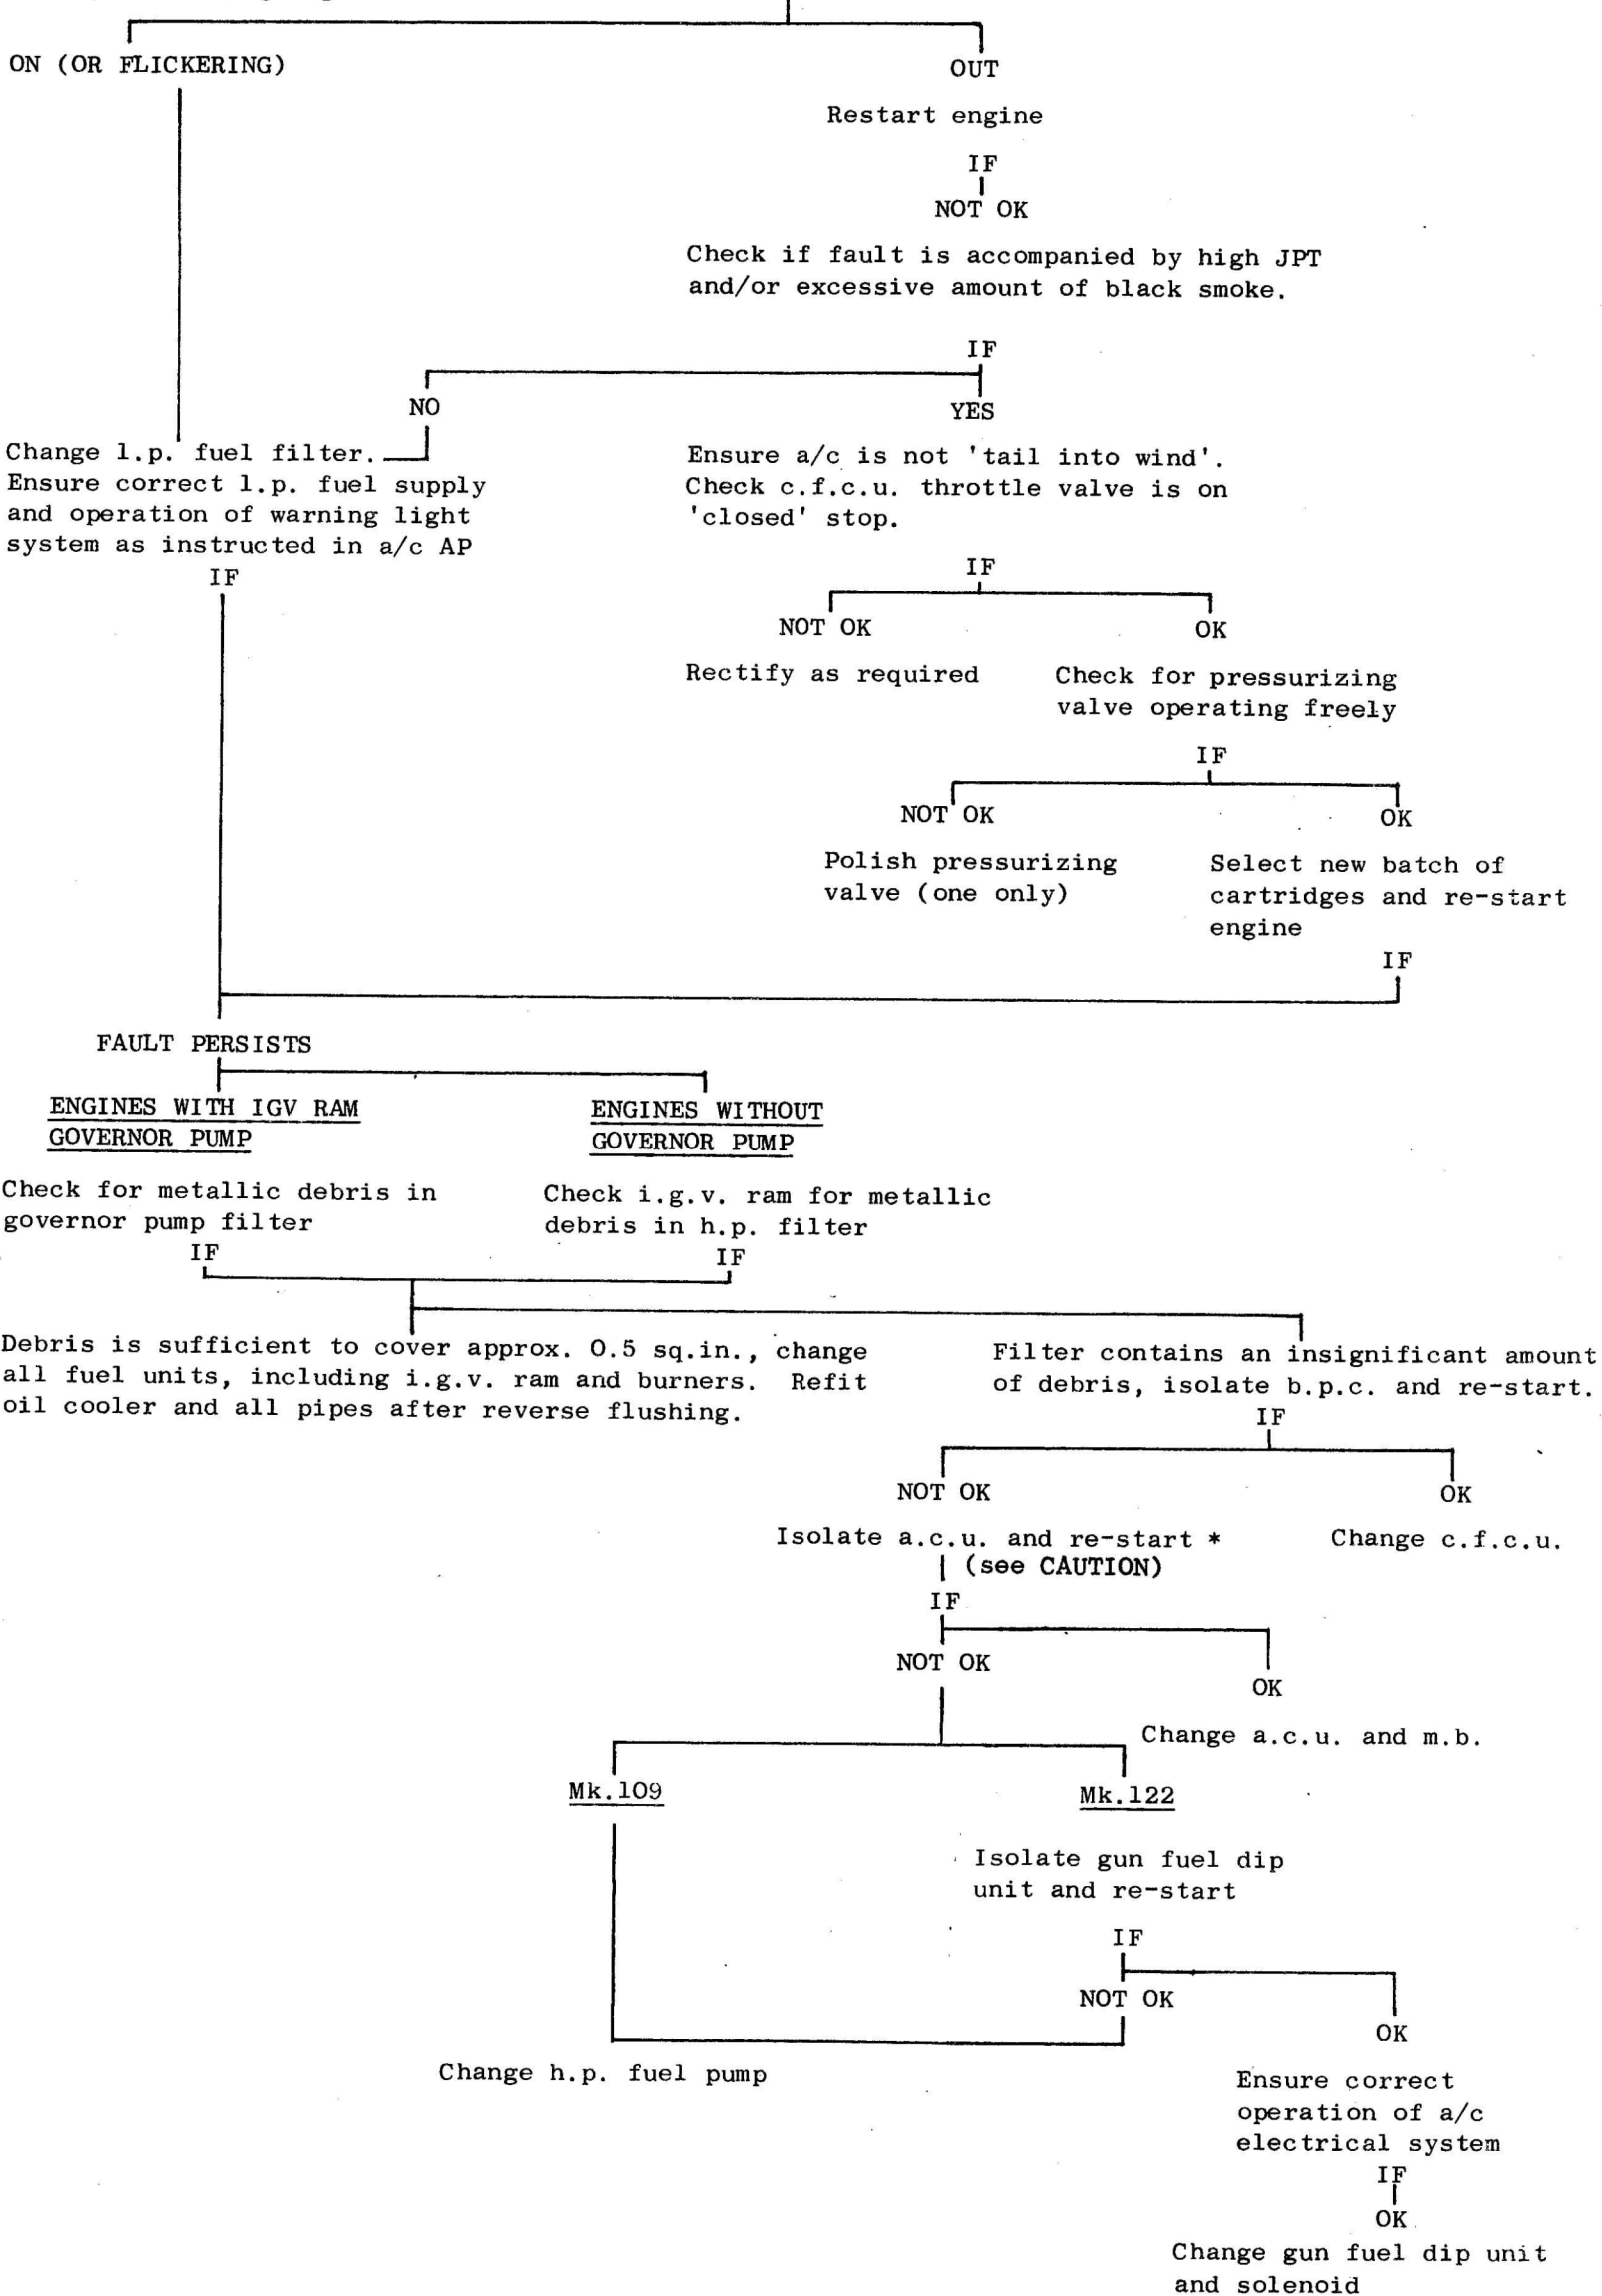 ON (OR FLICKERING)
OUT
Restart engine
IF
NOT OK
Check if fault is accompanied by high JPT
and/or excessive amount of black smoke.
IF
NO
YES
Change l.p. fuel filter.
Ensure correct l.p. fuel supply
and operation of warning light
system as instructed in a/c AP
IF
Ensure a/c is not 'tail into wind'.
Check c.f.c.u. throttle valve is on
'closed' stop.
IF
NOT OK
OK
Rectify as required
Check for pressurizing
valve operating freely
IF
NOT OK
OK
Polish pressurizing
valve (one only)
Select new batch of
cartridges and re-start
engine
IF
FAULT PERSISTS
ENGINES WITH IGV RAM
GOVERNOR PUMP
ENGINES WITHOUT
GOVERNOR PUMP
Check for metallic debris in
governor pump filter
IF
Check i.g.v. ram for metallic
debris in h.p. filter
IF
Debris is sufficient to cover approx. 0.5 sq.in., change
all fuel units, including i.g.v. ram and burners. Refit
oil cooler and all pipes after reverse flushing.
Filter contains an insignificant amount
of debris, isolate b.p.c. and re-start.
IF
NOT OK
OK
Isolate a.c.u. and re-start *
(see CAUTION)
Change c.f.c.u.
IF
NOT OK
OK
Change a.c.u. and m.b.
Mk.109
Mk.122
Isolate gun fuel dip
unit and re-start
IF
NOT OK
OK
Change h.p. fuel pump
Ensure correct
operation of a/c
electrical system
IF
OK
Change gun fuel dip unit
and solenoid